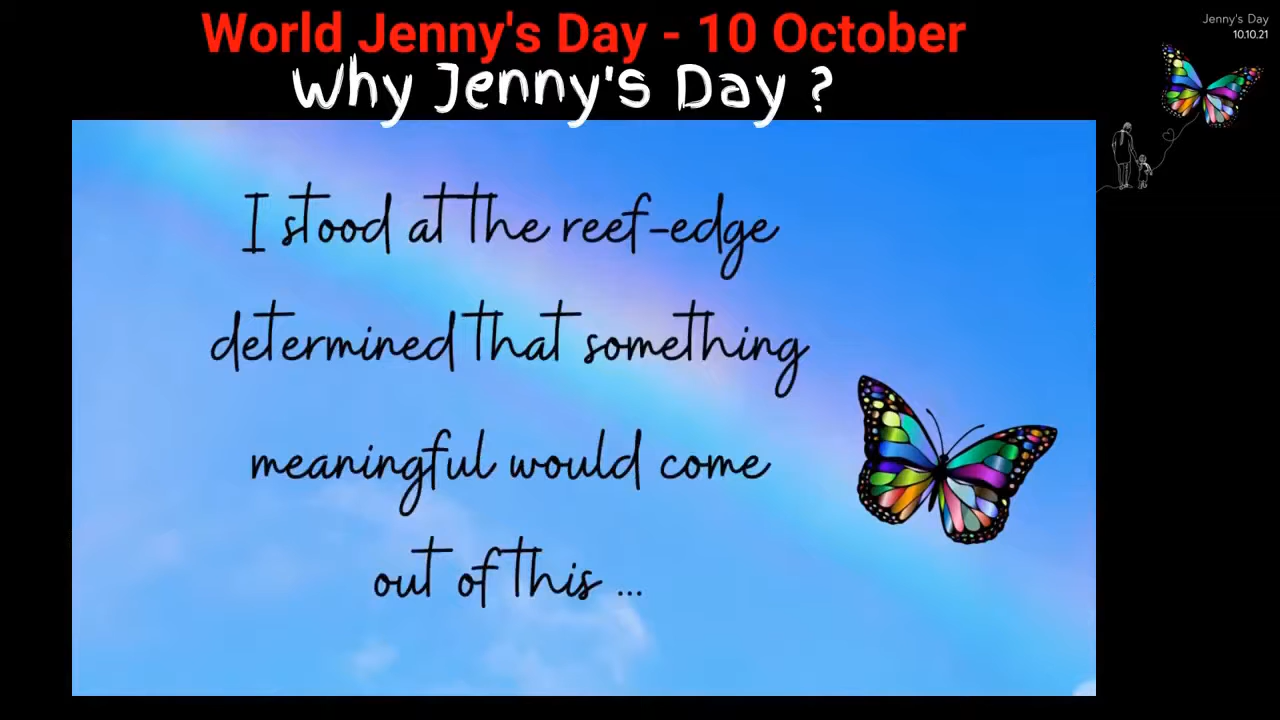 World Jenny's Day - 10 October
Why Jenny's Day ?
Jenny's Day
10.10.21
I stood at the reef-edge
determined that something
meaningful would come
out of this ...